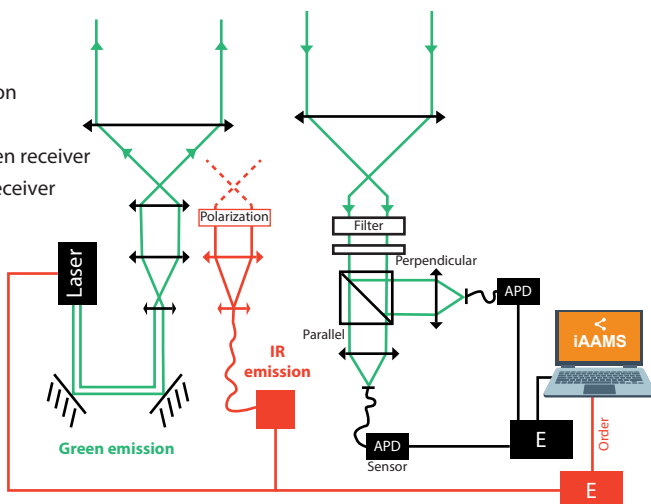 on
en receiver
eceiver
Polarization
Filter
Laser
Perpendicular
APD
Parallel
iAAMS
IR
emission
Green emission
APD
Sensor
E
Order
E